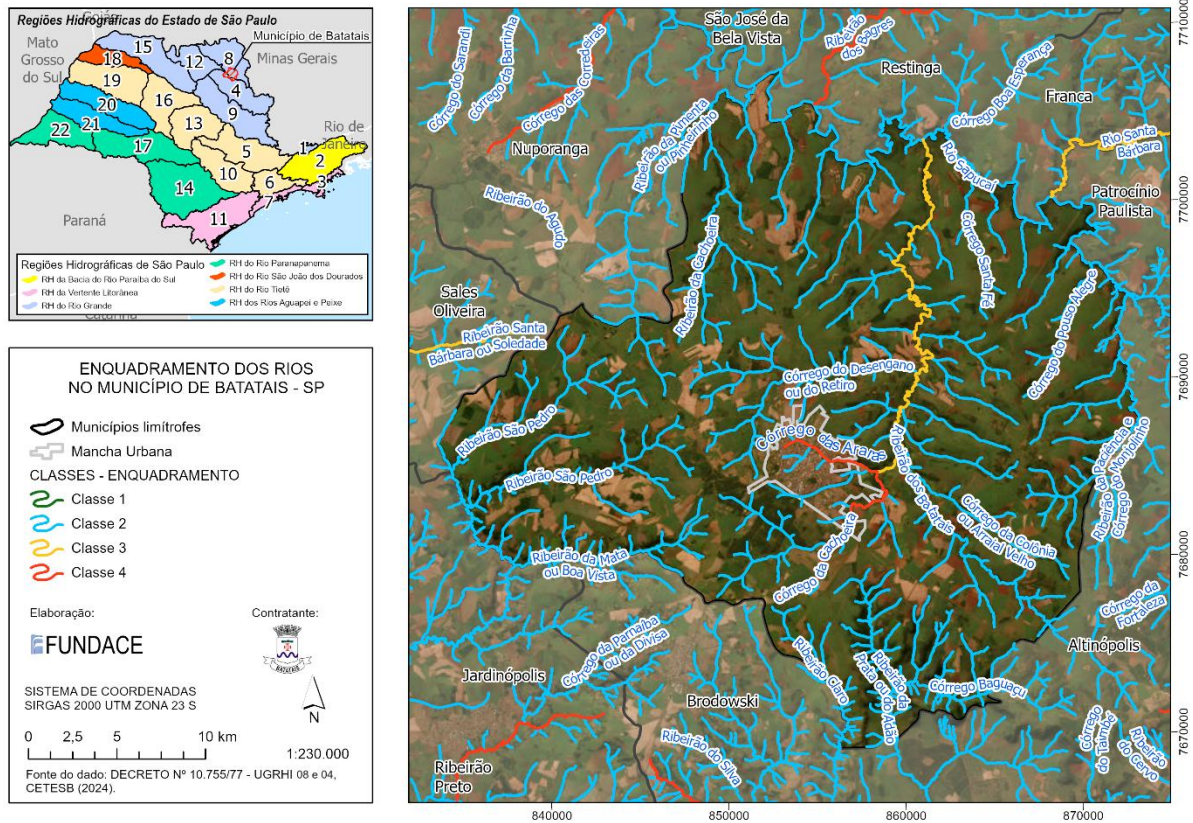 Regiões Hidrográficas do Estado de São Paulo
Município de Batatais
Mato
Grosso
do Sul
Minas Gerais
Rio de
Janeiro
Paraná
15
8
18
12
19
4
16
20
9
13
22
21
17
5
1
2
10
6
3
14
7
11
Regiões Hidrográficas de São Paulo
RH da Bacia do Rio Paraíba do Sul
RH da Vertente Litorânea
RH do Rio Grande
RH do Rio Paranapanema
RH do Rio São João dos Dourados
RH do Rio Tietê
RH dos Rios Aguapei e Peixe
ENQUADRAMENTO DOS RIOS
NO MUNICÍPIO DE BATATAIS - SP
Municípios limítrofes
Mancha Urbana
CLASSES - ENQUADRAMENTO
Classe 1
Classe 2
Classe 3
Classe 4
Elaboração:
Contratante:
FUNDACE
BATATAIS
SISTEMA DE COORDENADAS
SIRGAS 2000 UTM ZONA 23 S
N
0 2,5 5 10 km
1:230.000
Fonte do dado: DECRETO Nº 10.755/77 - UGRHI 08 e 04,
CETESB (2024).
São José da
Bela Vista
Ribeirão
dos Bagres
Restinga
Córrego do Sarandi
Córrego da Barrinha
Córrego das Corredeiras
Córrego Boa Esperança
Franca
Nuporanga
Ribeirão da Pimenta
ou Pinheirinho
Rio Santa
Bárbara
Rio Sapucaí
Patrocínio
Paulista
Ribeirão do Agudo
Ribeirão da Cachoeira
Córrego Santa Fé
Córrego do Pouso Alegre
Sales
Oliveira
Ribeirão Santa
Bárbara ou Soledade
Córrego do Desengano
ou do Retiro
Ribeirão São Pedro
Córrego das Araras
Ribeirão dos Batatais
Ribeirão da Paciência e
Córrego do Monjolinho
Ribeirão São Pedro
Córrego da Colônia
ou Arraial Velho
Ribeirão da Mata
ou Boa Vista
Córrego da Cachoeira
Córrego da
Fortaleza
Altinópolis
Jardinópolis
Córrego da Parnaíba
ou da Divisa
Ribeirão Claro
Ribeirão da
Prata ou do Adão
Córrego Baguaçu
Brodowski
Ribeirão do Silva
Córrego
do Taimbé
Ribeirão
do Cervo
Ribeirão
Preto
7710000
7700000
7690000
7680000
7670000
840000
850000
860000
870000